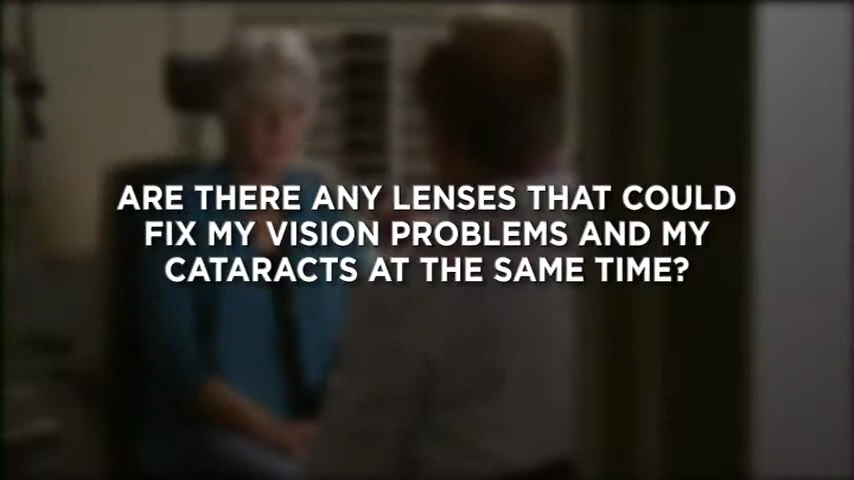 ARE THERE ANY LENSES THAT COULD
FIX MY VISION PROBLEMS AND MY
CATARACTS AT THE SAME TIME?